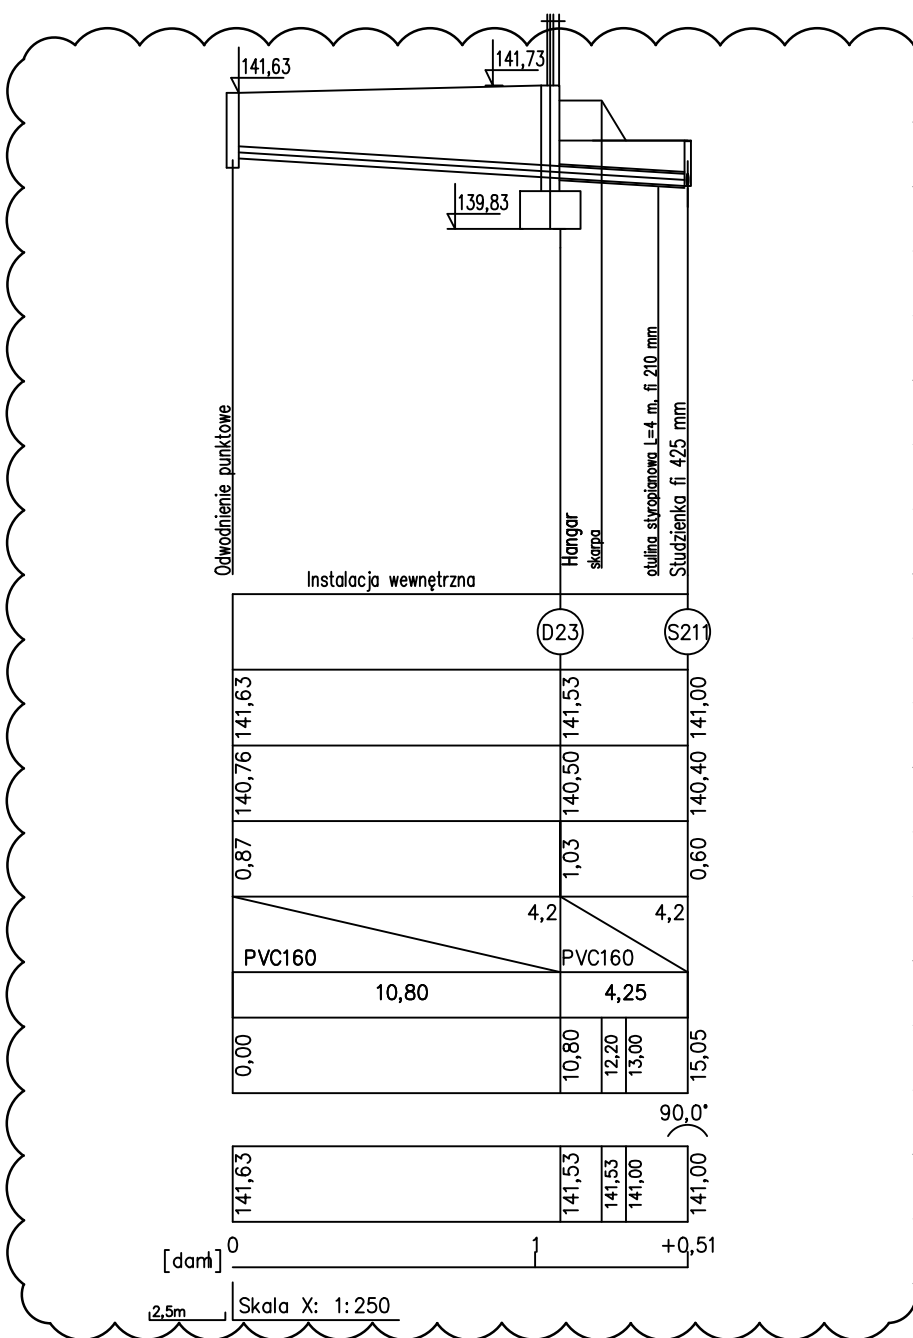 141,63
141,73
139,83
Odwodnienie punktowe
Hangar
skarpa
otulina styropianowa L=4 m, fi 210 mm
Studzienka fi 425 mm
Instalacja wewnętrzna
D23
S211
141,63
141,53
141,00
140,76
140,50
140,40
0,87
1,03
0,60
4,2
4,2
PVC160
PVC160
10,80
4,25
0,00
10,80
12,20
13,00
15,05
90,0°
141,63
141,53
141,53
141,00
141,00
0
1
+0,51
2,5m
Skala X: 1:250